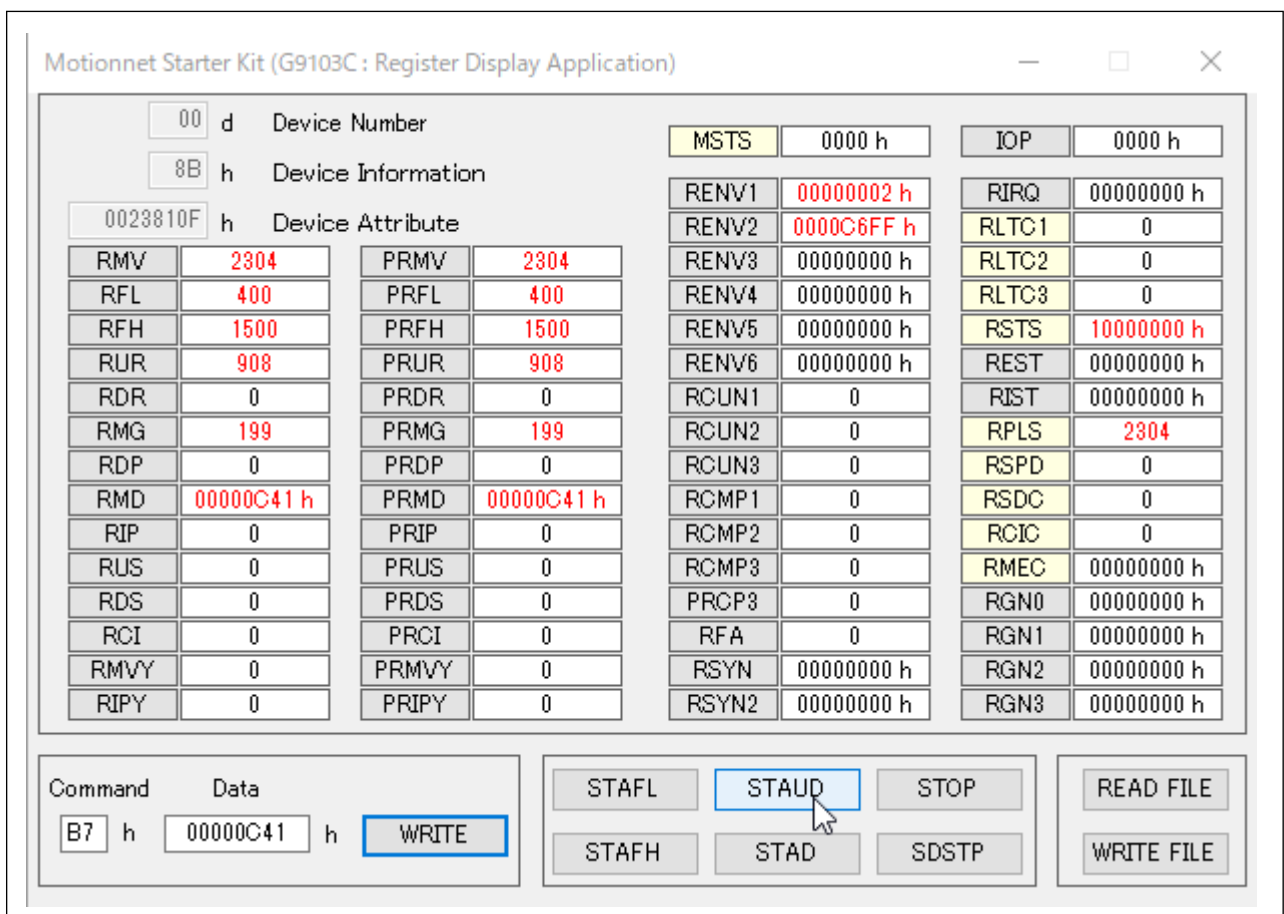 Motionnet Starter Kit (G9103C : Register Display Application)
00 d Device Number
8B h Device Information
0023810F h Device Attribute
MSTS 0000 h IOP 0000 h
RENV1 00000002 h RIRQ 00000000 h
RENV2 0000C6FF h RLTC1 0
RMV 2304 PRMV 2304 RENV3 00000000 h RLTC2 0
RFL 400 PRFL 400 RENV4 00000000 h RLTC3 0
RFH 1500 PRFH 1500 RENV5 00000000 h RSTS 10000000 h
RUR 908 PRUR 908 RENV6 00000000 h REST 00000000 h
RDR 0 PRDR 0 RCUN1 0 RIST 00000000 h
RMG 199 PRMG 199 RCUN2 0 RPLS 2304
RDP 0 PRDP 0 RCUN3 0 RSPD 0
RMD 00000C41 h PRMD 00000C41 h RCMP1 0 RSDC 0
RIP 0 PRIP 0 RCMP2 0 RCIC 0
RUS 0 PRUS 0 RCMP3 0 RMEC 00000000 h
RDS 0 PRDS 0 PRCP3 0 RGN0 00000000 h
RCI 0 PRCI 0 RFA 0 RGN1 00000000 h
RMVY 0 PRMVY 0 RSYN 00000000 h RGN2 00000000 h
RIPY 0 PRIPY 0 RSYN2 00000000 h RGN3 00000000 h
Command Data
B7 h 00000C41 h WRITE
STAFL STAUD STOP
STAFH STAD SDSTP
READ FILE
WRITE FILE